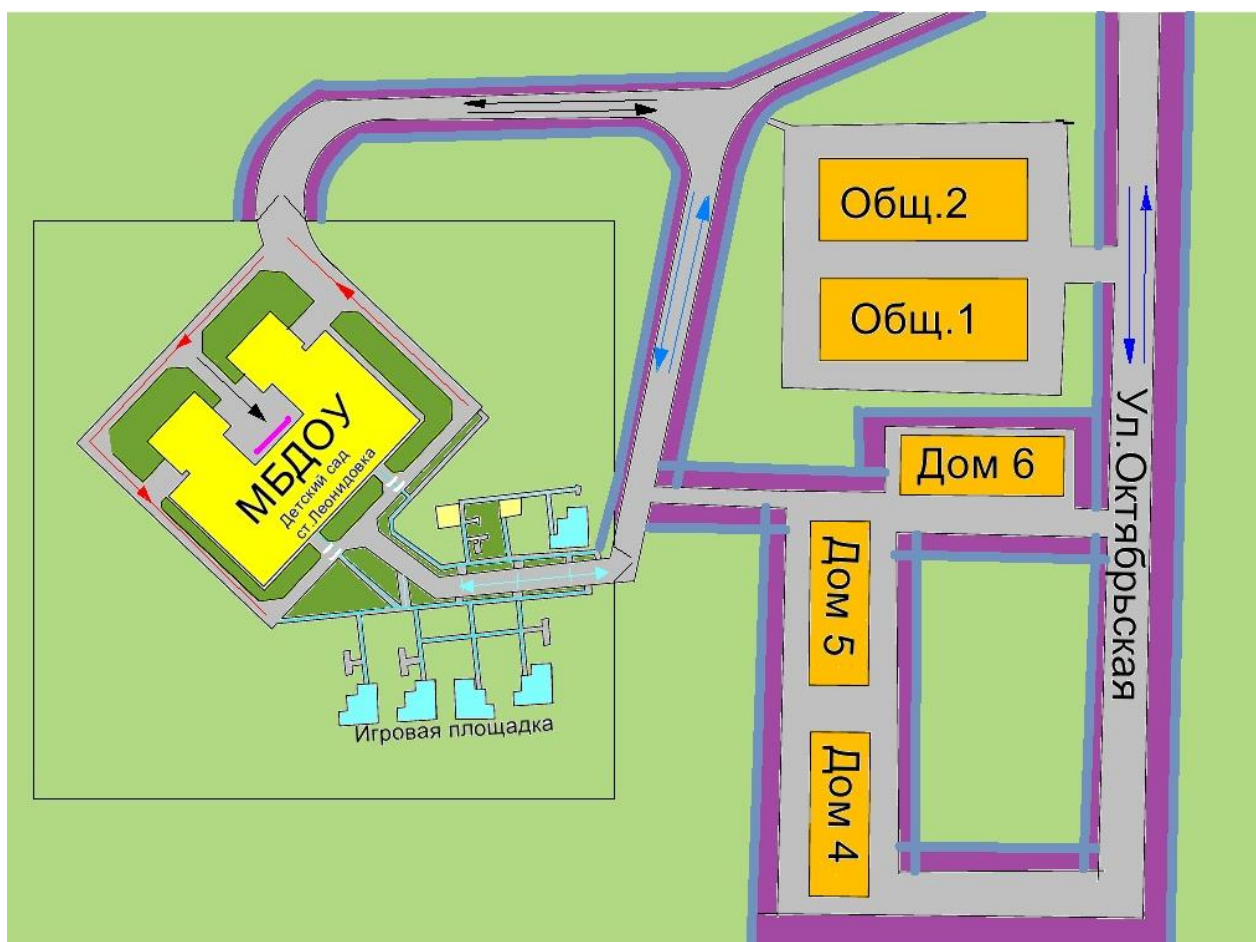 Общ.2
Общ.1
Ул.Октябрьская
МБДОУ
Детский сад
ст.Леонидовка
Дом 6
Дом 5
Дом 4
Игровая площадка